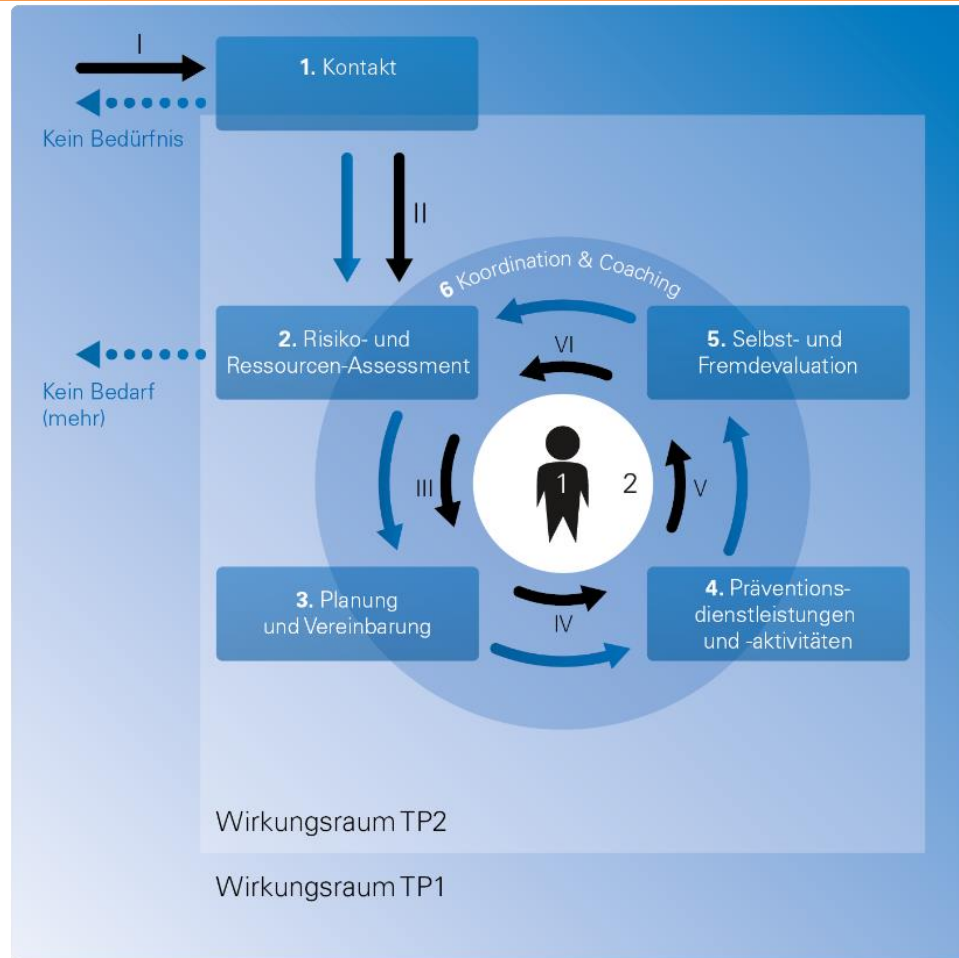 I
1. Kontakt
Kein Bedürfnis
II
6 Koordination & Coaching
2. Risiko- und
Ressourcen-Assessment
5. Selbst- und
Fremdevaluation
VI
Kein Bedarf
(mehr)
III
1
2
V
3. Planung
und Vereinbarung
IV
4. Präventions-
dienstleistungen
und -aktivitäten
Wirkungsraum TP2
Wirkungsraum TP1